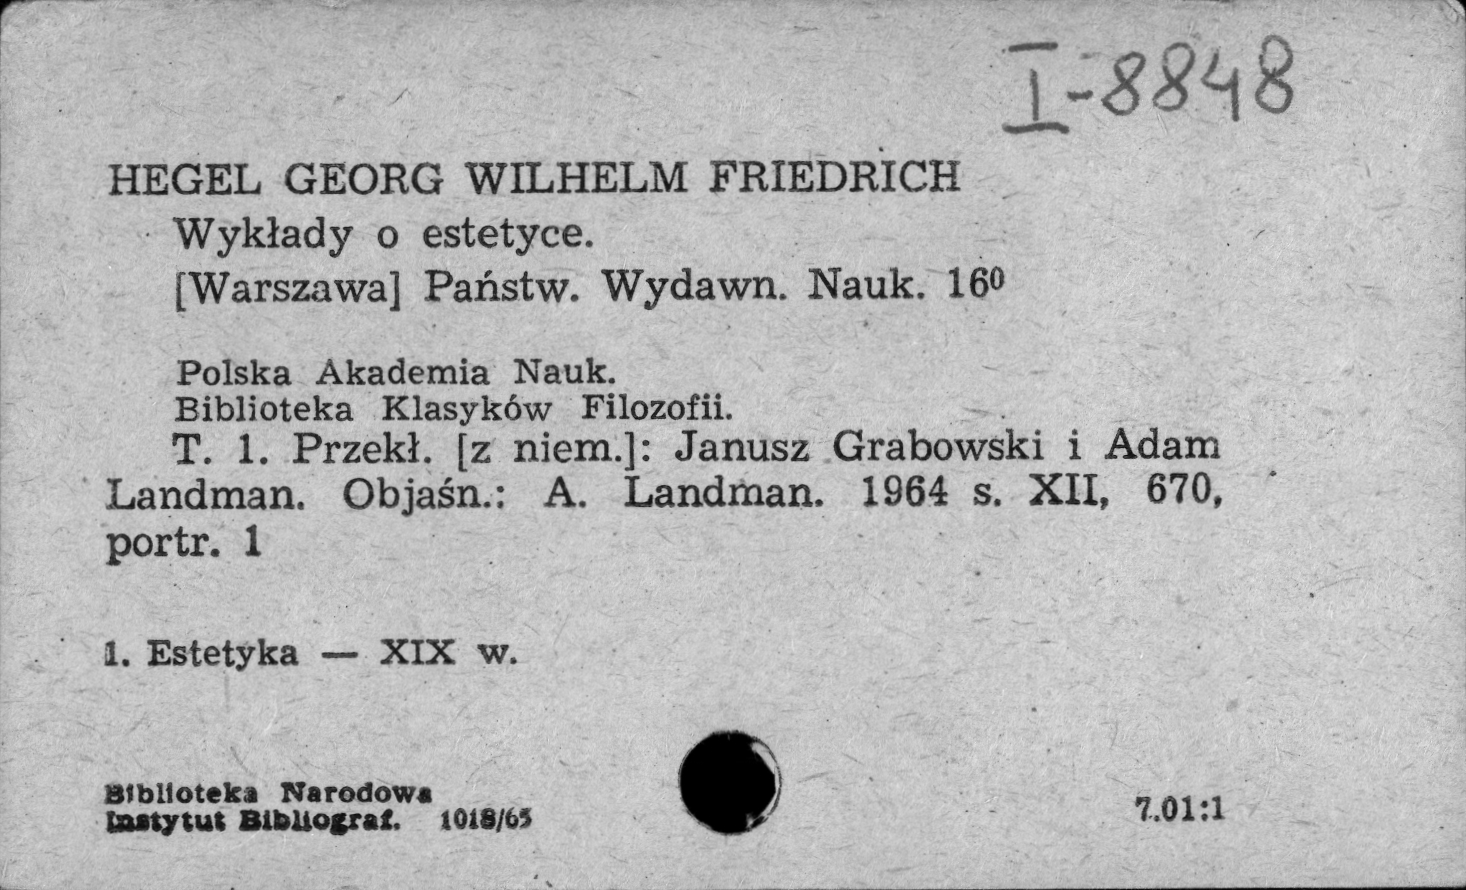 I-8848
HEGEL GEORG WILHELM FRIEDRICH
Wykłady o estetyce.
[Warszawa] Państw. Wydawn. Nauk. 16⁰
Polska Akademia Nauk.
Biblioteka Klasyków Filozofii.
T. 1. Przekł. [z niem.]: Janusz Grabowski i Adam
Landman. Objaśn.: A. Landman. 1964 s. XII, 670,
portr. 1
1. Estetyka — XIX w.
Biblioteka Narodowa
Instytut Bibliograf. 1018/65
7.01:1